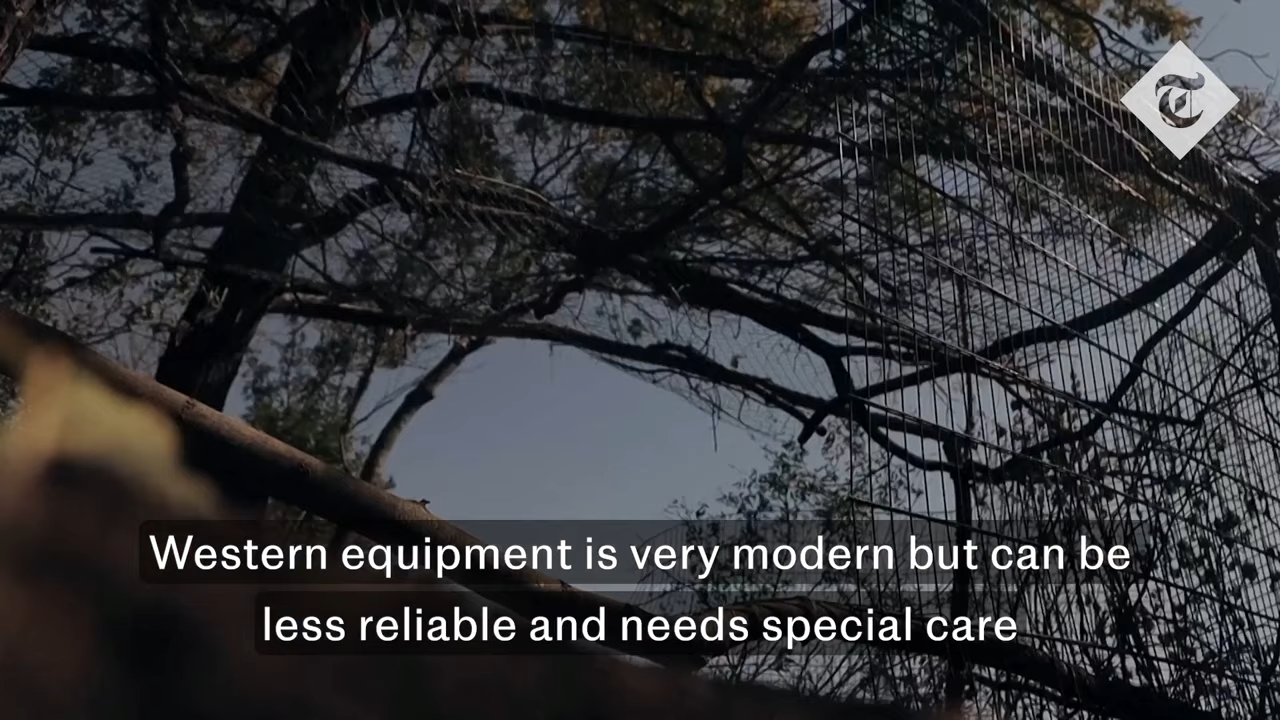 T
Western equipment is very modern but can be
less reliable and needs special care